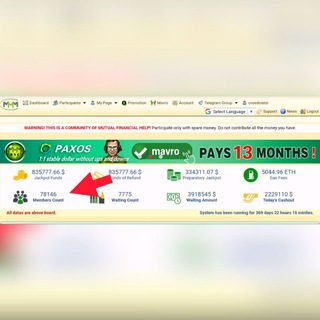 Dashboard Participants My Page Promotion Mavro Account Telegram Group coordinator
Select Language Support News Logout
WARNING! THIS IS A COMMUNITY OF MUTUAL FINANCIAL HELP! Participate only with spare money. Do not contribute all the money you have.
PAXOS
1:1 stable dollar without ups and downs
mavro
PAYS 13 MONTHS !
835777.66 $
Jackpot Funds
835777.66 $
of Refund
334311.07 $
Preparatory Jackpot
5044.96 ETH
Gas Fees
78146
Members Count
7775
Waiting Count
3918545 $
Waiting Amount
2229110 $
Today's Cashout
All datas are above board.
System has been running for 369 days 22 hours 18 minites.